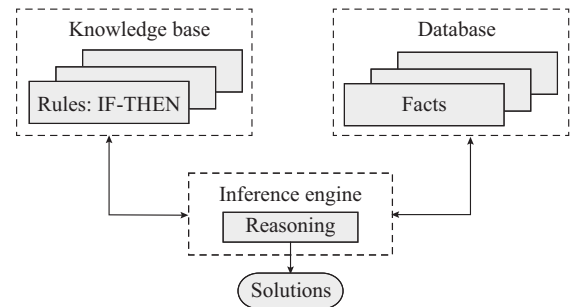 Knowledge base
Rules: IF-THEN
Database
Facts
Inference engine
Reasoning
Solutions